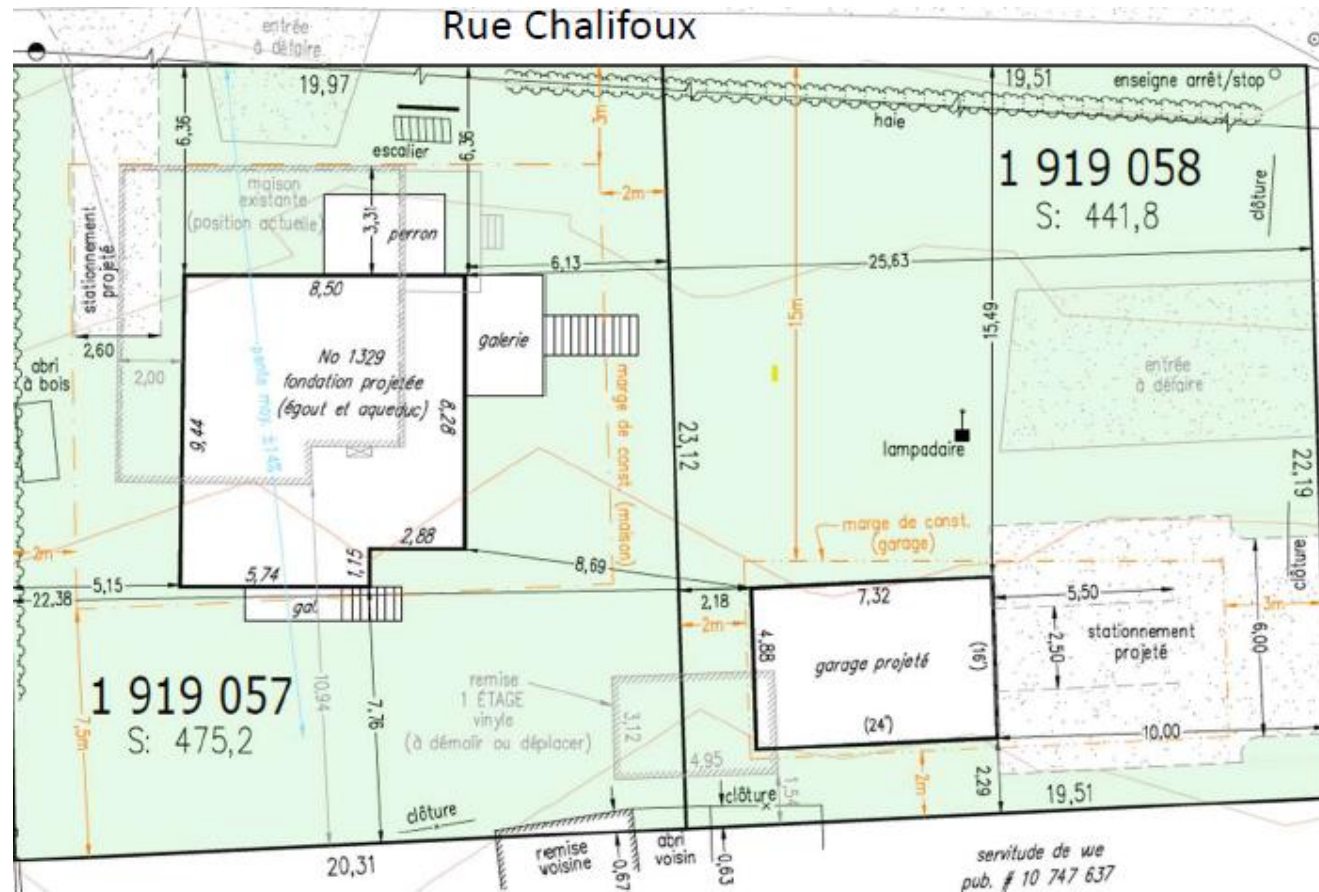 Rue Chalifoux
entrée
à défaire
19,97
19,51
enseigne arrêt/stop
haie
escalier
6,36
6,36
3m
2m
1 919 058
S: 441,8
clôture
maison
existante
(position actuelle)
3,31
perron
stationnement
projeté
2,60
6,13
25,63
8,50
galerie
15m
15,49
2,00
abri
à bois
No 1329
fondation projetée
(égout et aqueduc)
pente moy. ±14%
9,44
8,28
marge de const. (maison)
23,12
entrée
à défaire
lampadaire
22,19
clôture
marge de const.
(garage)
2m
2,88
1,15
5,74
5,15
22,38
gal.
8,69
2,18
2m
7,32
4,88
garage projeté
(16')
(24')
5,50
2,50
stationnement
projeté
6,00
3m
10,00
1 919 057
S: 475,2
7,5m
10,94
7,76
remise
1 ÉTAGE
vinyle
(à démolir ou déplacer)
3,12
4,95
1,54
2m
2,29
19,51
clôture
clôture
20,31
remise
voisine
0,67
abri
voisin
0,63
servitude de vue
pub. # 10 747 637